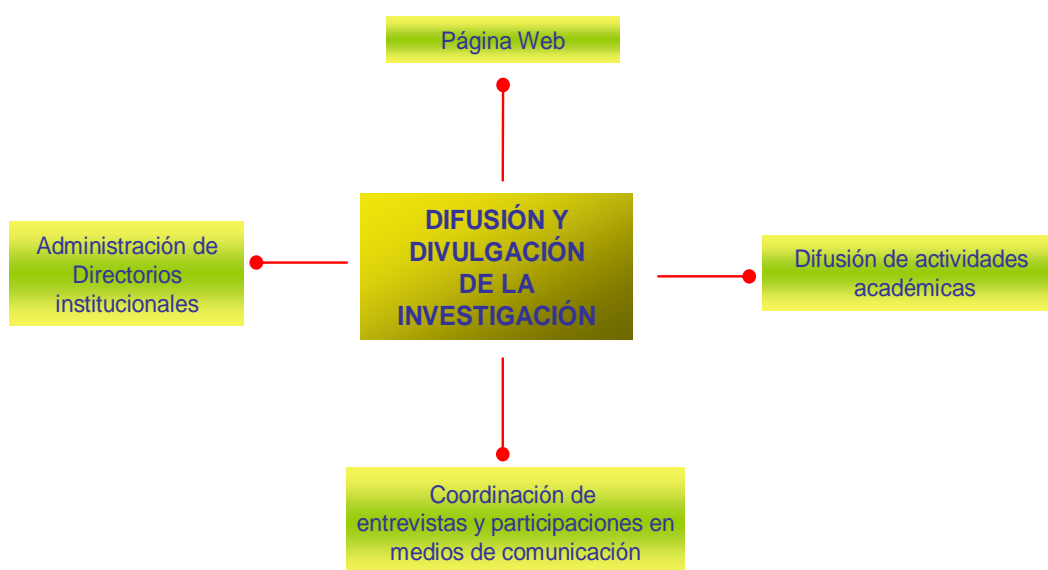 Página Web
DIFUSIÓN Y
DIVULGACIÓN
DE LA
INVESTIGACIÓN
Administración de
Directorios
institucionales
Difusión de actividades
académicas
Coordinación de
entrevistas y participaciones en
medios de comunicación